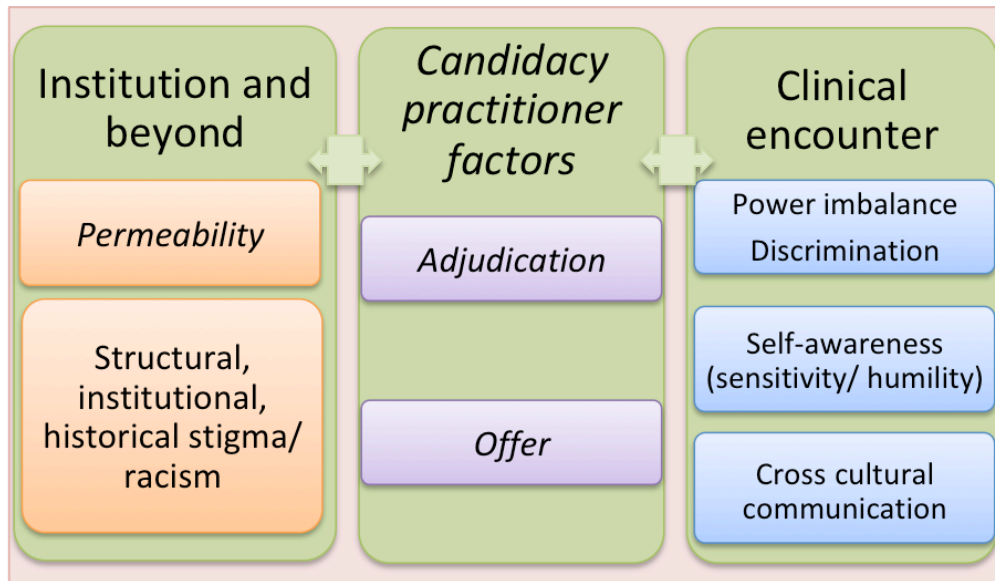 Institution and
beyond
Permeability
Structural,
institutional,
historical stigma/
racism
Candidacy
practitioner
factors
Adjudication
Offer
Clinical
encounter
Power imbalance
Discrimination
Self-awareness
(sensitivity/ humility)
Cross cultural
communication